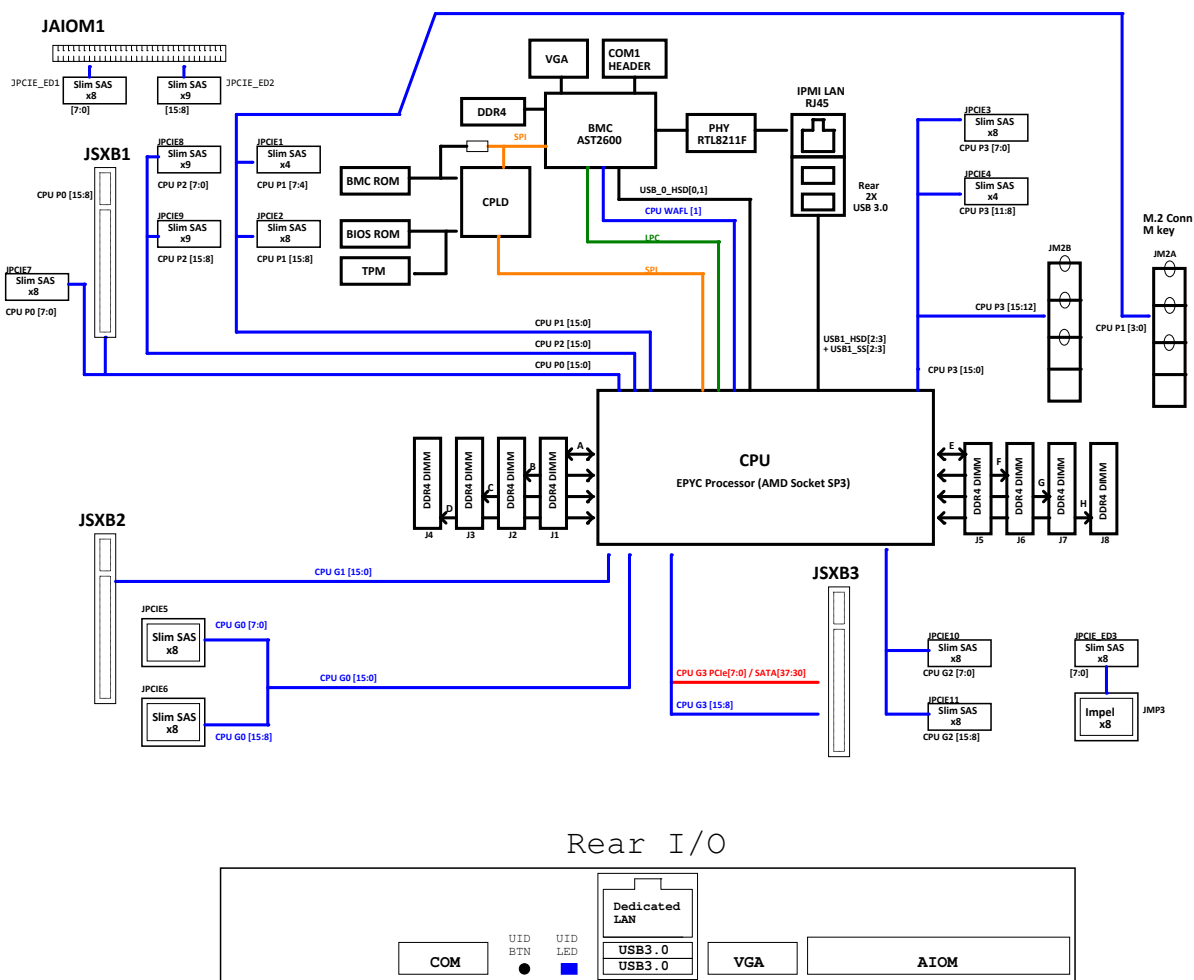 JAIOM1
JPCIE_ED1
Slim SAS
x8
[7:0]
Slim SAS
x9
[15:8]
JPCIE_ED2
VGA
COM1
HEADER
DDR4
BMC
AST2600
PHY
RTL8211F
IPMI LAN
RJ45
Rear
2X
USB 3.0
SPI
BMC ROM
CPLD
BIOS ROM
TPM
USB_0_HSD[0,1]
CPU WAFL [1]
LPC
SPI
JSXB1
CPU P0 [15:8]
JPCIE8
Slim SAS
x9
CPU P2 [7:0]
JPCIE1
Slim SAS
x4
CPU P1 [7:4]
JPCIE9
Slim SAS
x9
CPU P2 [15:8]
JPCIE2
Slim SAS
x8
CPU P1 [15:8]
JPCIE7
Slim SAS
x8
CPU P0 [7:0]
JPCIE3
Slim SAS
x8
CPU P3 [7:0]
JPCIE4
Slim SAS
x4
CPU P3 [11:8]
M.2 Conn
M key
JM2B
JM2A
CPU P3 [15:12]
CPU P1 [3:0]
CPU P1 [15:0]
CPU P2 [15:0]
CPU P0 [15:0]
USB1_HSD[2:3]
+ USB1_SS[2:3]
CPU P3 [15:0]
CPU
EPYC Processor (AMD Socket SP3)
DDR4 DIMM
DDR4 DIMM
DDR4 DIMM
DDR4 DIMM
A
B
C
D
J4
J3
J2
J1
E
F
G
H
DDR4 DIMM
DDR4 DIMM
DDR4 DIMM
DDR4 DIMM
J5
J6
J7
J8
JSXB2
CPU G1 [15:0]
JPCIE5
Slim SAS
x8
CPU G0 [7:0]
CPU G0 [15:0]
JPCIE6
Slim SAS
x8
CPU G0 [15:8]
JSXB3
CPU G3 PCIe[7:0] / SATA[37:30]
CPU G3 [15:8]
JPCIE10
Slim SAS
x8
CPU G2 [7:0]
JPCIE11
Slim SAS
x8
CPU G2 [15:8]
JPCIE_ED3
Slim SAS
x8
[7:0]
Impel
x8
JMP3
Rear I/O
Dedicated
LAN
UID
BTN
UID
LED
COM
USB3.0
USB3.0
VGA
AIOM